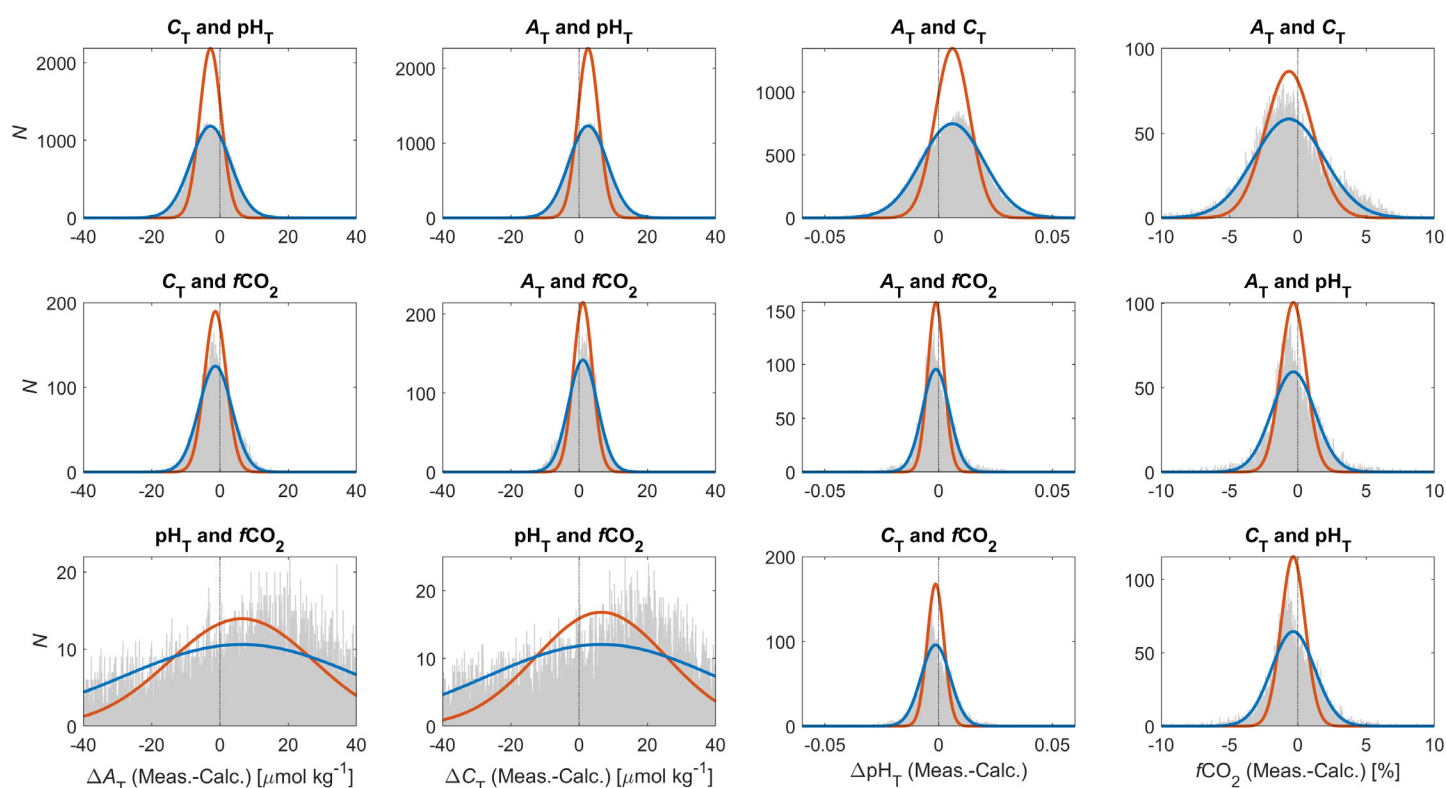 C_T and pH_T
2000
1000
0
N
-40 -20 0 20 40
A_T and pH_T
2000
1000
0
-40 -20 0 20 40
A_T and C_T
1000
500
0
-0.05 0 0.05
A_T and C_T
100
50
0
-10 -5 0 5 10
C_T and fCO_2
200
100
0
N
-40 -20 0 20 40
A_T and fCO_2
200
150
100
50
0
-40 -20 0 20 40
A_T and fCO_2
150
100
50
0
-0.05 0 0.05
A_T and pH_T
100
50
0
-10 -5 0 5 10
pH_T and fCO_2
20
10
0
N
-40 -20 0 20 40
ΔA_T (Meas.-Calc.) [μmol kg^-1]
pH_T and fCO_2
20
10
0
-40 -20 0 20 40
ΔC_T (Meas.-Calc.) [μmol kg^-1]
C_T and fCO_2
200
100
0
-0.05 0 0.05
ΔpH_T (Meas.-Calc.)
C_T and pH_T
100
50
0
-10 -5 0 5 10
fCO_2 (Meas.-Calc.) [%]